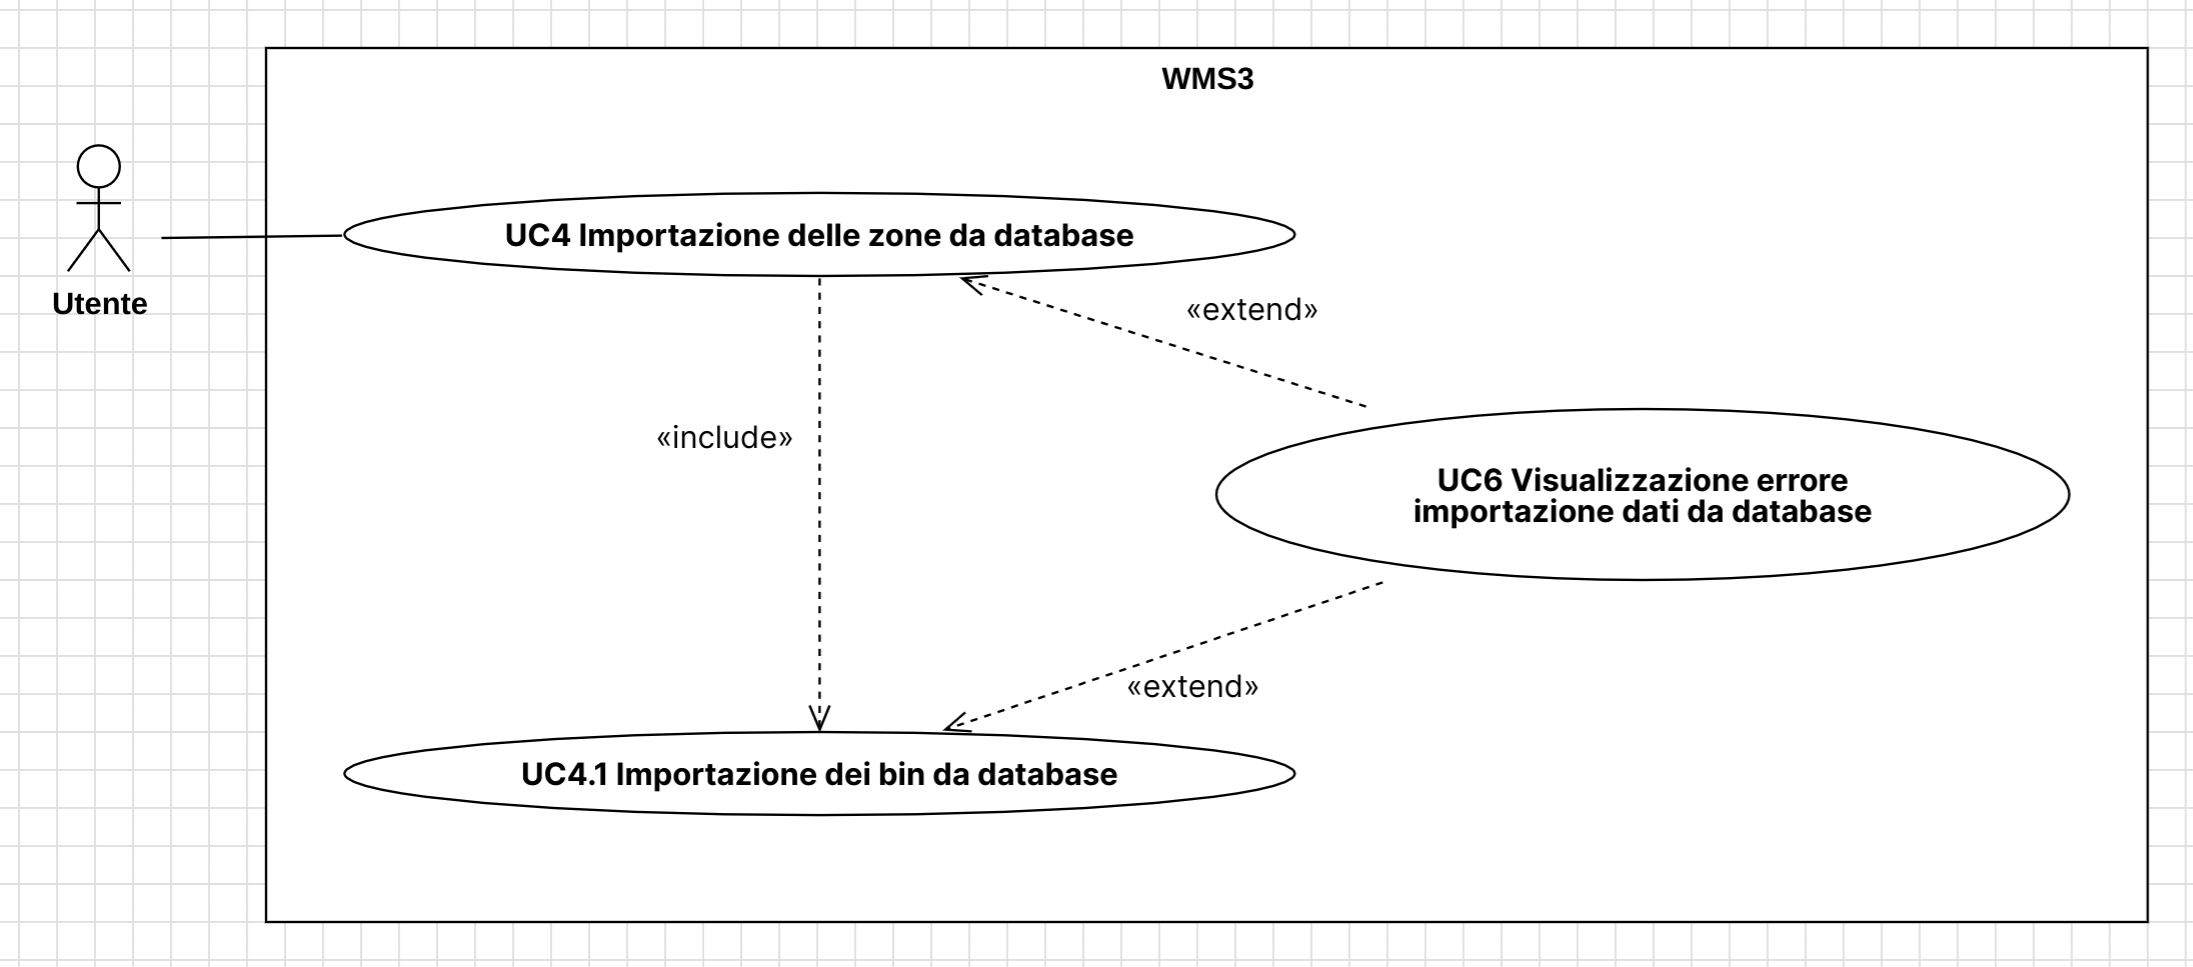 WMS3
UC4 Importazione delle zone da database
Utente
«extend»
«include»
UC6 Visualizzazione errore
importazione dati da database
«extend»
UC4.1 Importazione dei bin da database